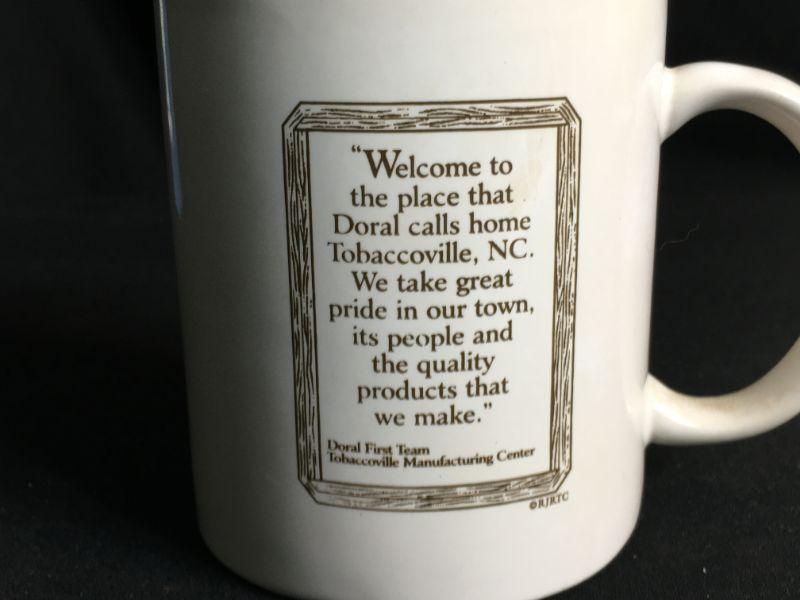 “Welcome to
the place that
Doral calls home
Tobaccoville, NC.
We take great
pride in our town,
its people and
the quality
products that
we make.”
Doral First Team
Tobaccoville Manufacturing Center
©RJRTC